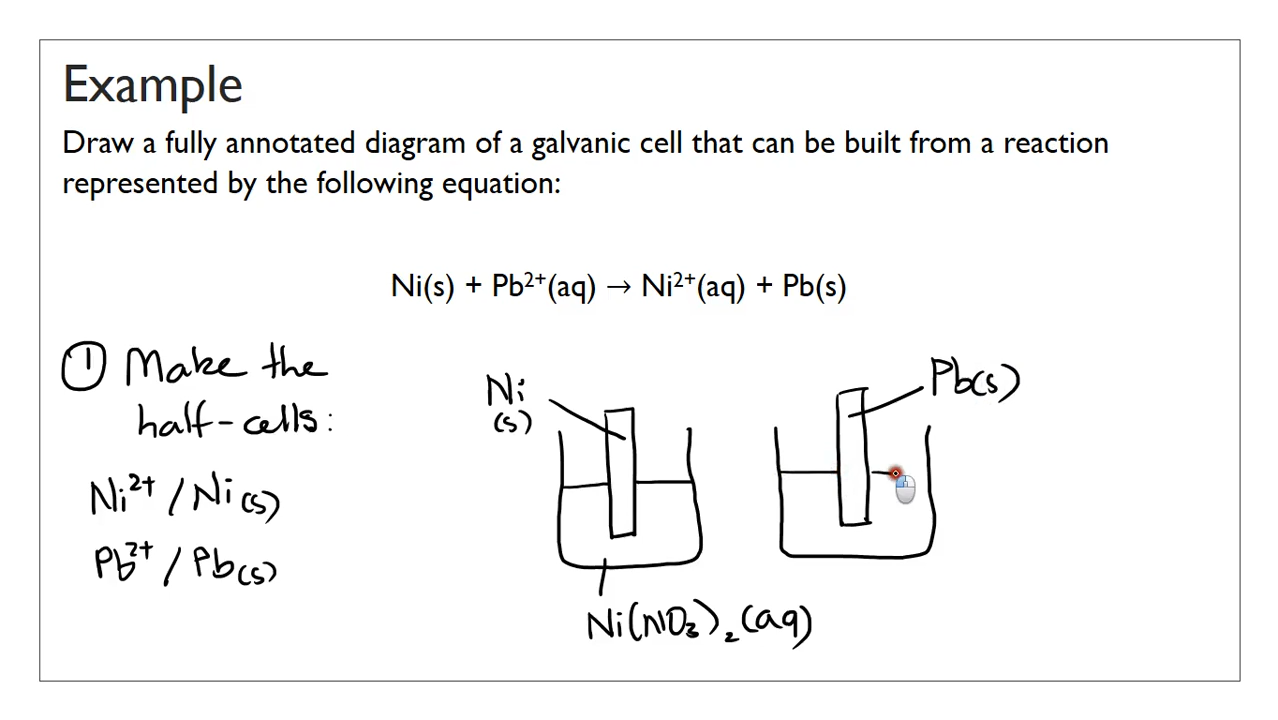 Example
Draw a fully annotated diagram of a galvanic cell that can be built from a reaction
represented by the following equation:
Ni(s) + Pb²⁺(aq) → Ni²⁺(aq) + Pb(s)
① Make the
half-cells:
Ni²⁺ / Ni(s)
Pb²⁺ / Pb(s)
Ni
(s)
Pb(s)
Ni(NO₃)₂(aq)